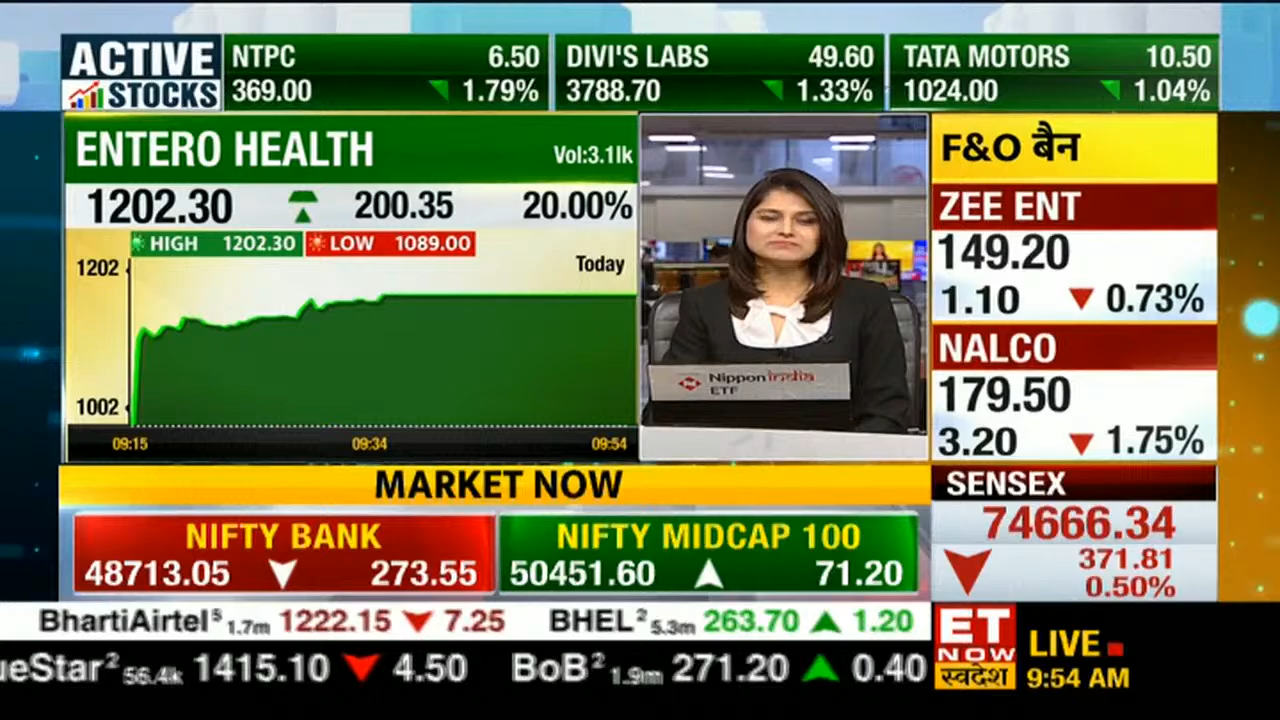 ACTIVE STOCKS
NTPC 6.50
369.00 1.79%
DIVI'S LABS 49.60
3788.70 1.33%
TATA MOTORS 10.50
1024.00 1.04%
ENTERO HEALTH Vol:3.1lk
1202.30 200.35 20.00%
HIGH 1202.30 LOW 1089.00
1202 Today
1002
09:15 09:34 09:54
Nippon india
ETF
F&O बैन
ZEE ENT
149.20
1.10 0.73%
NALCO
179.50
3.20 1.75%
MARKET NOW
NIFTY BANK
48713.05 273.55
NIFTY MIDCAP 100
50451.60 71.20
SENSEX
74666.34
371.81
0.50%
BhartiAirtel⁵ 1.7m 1222.15 7.25 BHEL² 5.3m 263.70 1.20
ueStar² 56.4k 1415.10 4.50 BoB² 1.9m 271.20 0.40
ET
NOW
स्वदेश
LIVE
9:54 AM